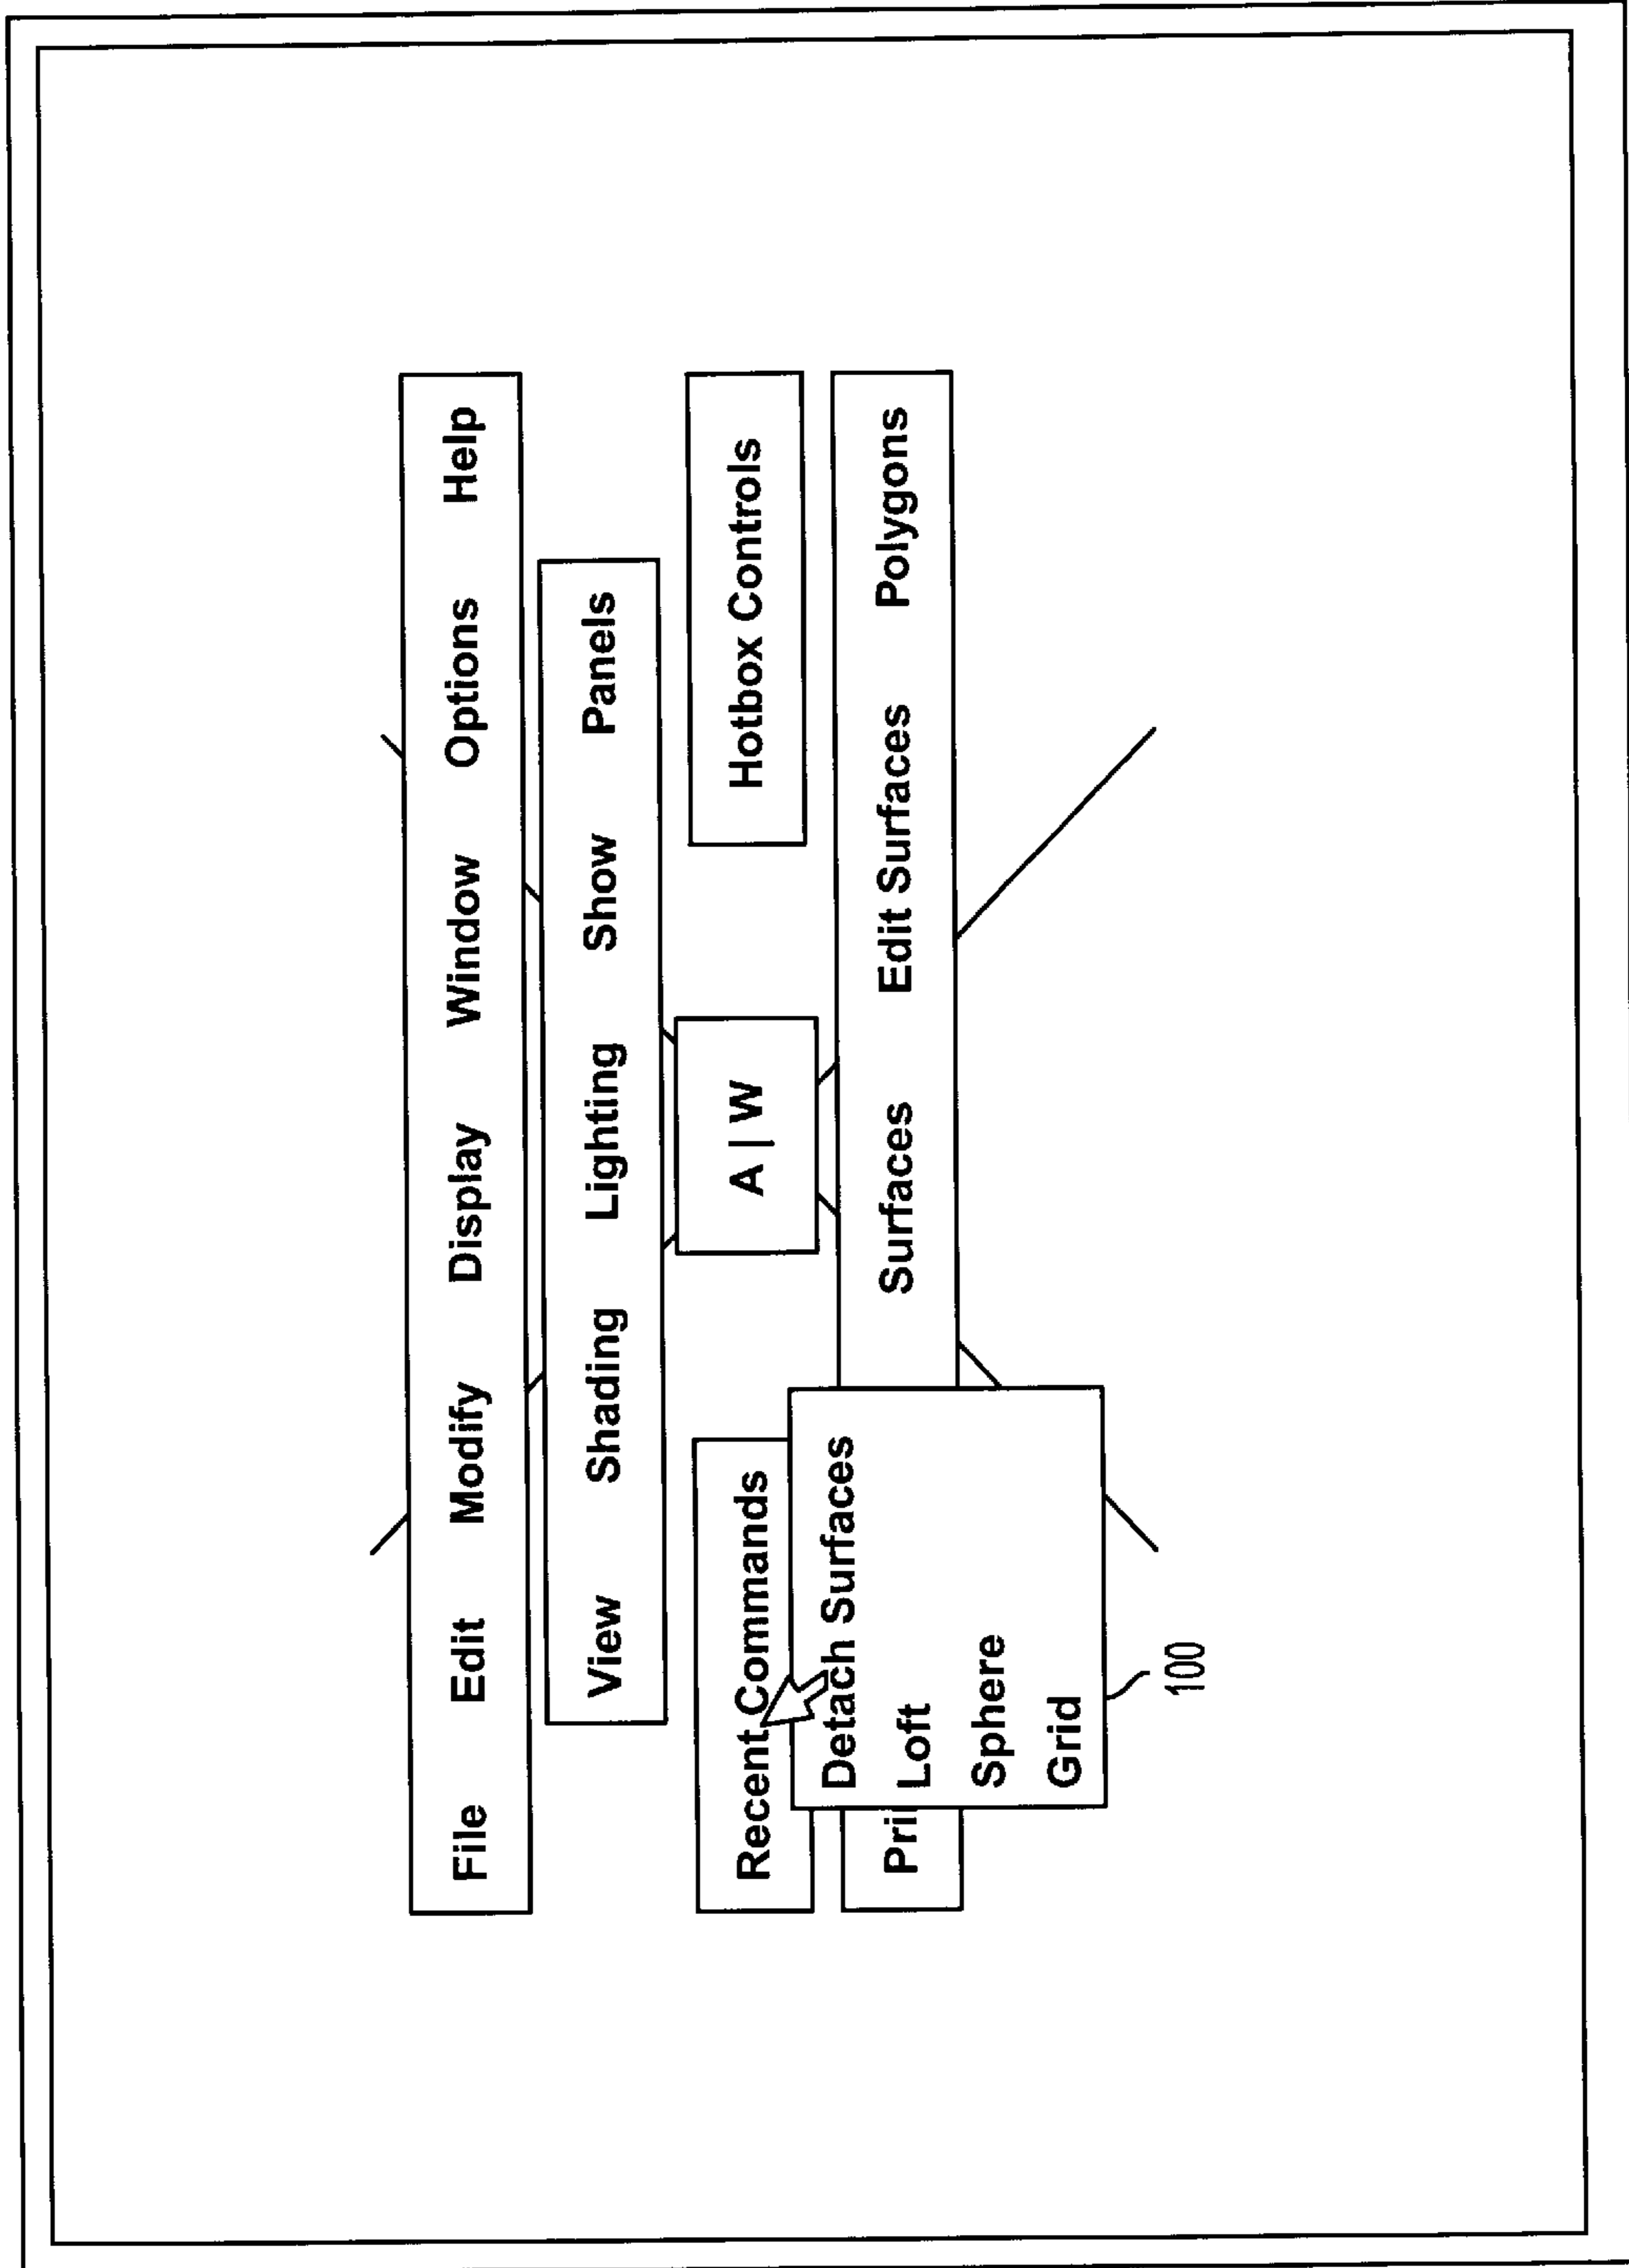 File Edit Modify Display Window Options Help
View Shading Lighting Show Panels
Recent Commands A | W Hotbox Controls
Pri Surfaces Edit Surfaces Polygons
Detach Surfaces
Loft
Sphere
Grid
100